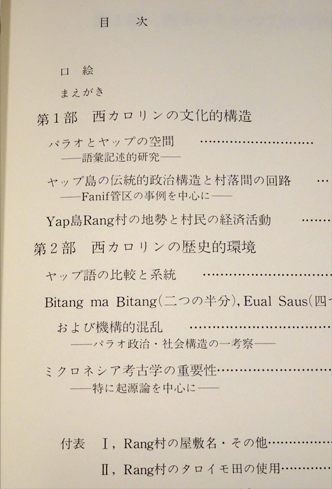 目 次
口 絵
まえがき
第1部 西カロリンの文化的構造
パラオとヤップの空間 ……………………
――語彙記述的研究――
ヤップ島の伝統的政治構造と村落間の回路 …
――Fanif管区の事例を中心に――
Yap島Rang村の地勢と村民の経済活動 ……
第2部 西カロリンの歴史的環境
ヤップ語の比較と系統 ……………………
Bitang ma Bitang(二つの半分), Eual Saus(四
および機構的混乱 ……………………
――パラオ政治・社会構造の一考察――
ミクロネシア考古学の重要性………………
――特に起源論を中心に――
付表 Ⅰ, Rang村の屋敷名・その他…………
Ⅱ, Rang村のタロイモ田の使用………